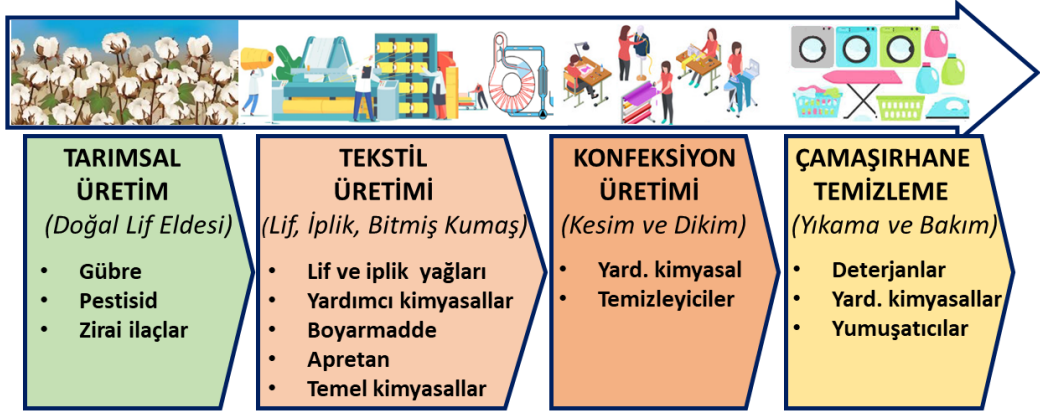 TARIMSAL
ÜRETİM
(Doğal Lif Eldesi)
• Gübre
• Pestisid
• Zirai ilaçlar
TEKSTİL
ÜRETİMİ
(Lif, İplik, Bitmiş Kumaş)
• Lif ve iplik yağları
• Yardımcı kimyasallar
• Boyarmadde
• Apretan
• Temel kimyasallar
KONFEKSİYON
ÜRETİMİ
(Kesim ve Dikim)
• Yard. kimyasal
• Temizleyiciler
ÇAMAŞIRHANE
TEMİZLEME
(Yıkama ve Bakım)
• Deterjanlar
• Yard. kimyasallar
• Yumuşatıcılar